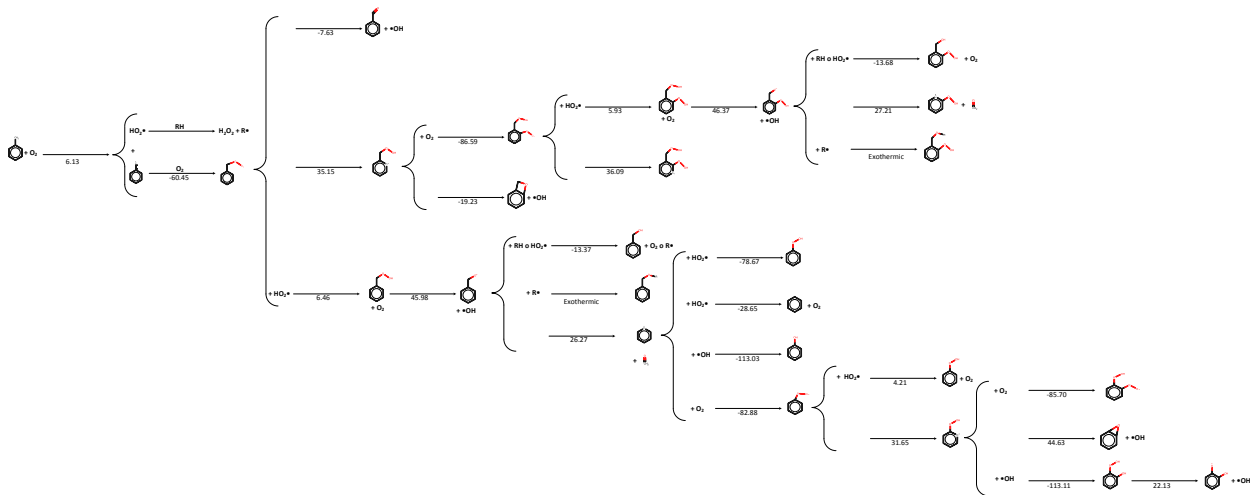 -7.63
+ •OH
+ O₂
6.13
HO₂•
RH
H₂O₂ + R•
+
O₂
-60.45
35.15
+ O₂
-86.59
-19.23
+ •OH
+ HO₂•
5.93
+ O₂
46.37
+ •OH
36.09
+ RH o HO₂•
-13.68
+ O₂
27.21
+
+ R•
Exothermic
+ HO₂•
6.46
+ O₂
45.98
+ •OH
+ RH o HO₂•
-13.37
+ O₂ o R•
+ R•
Exothermic
26.27
+
+ HO₂•
-78.67
+ HO₂•
-28.65
+ O₂
+ •OH
-113.03
+ O₂
-82.88
+ HO₂•
4.21
+ O₂
31.65
+ O₂
-85.70
44.63
+ •OH
+ •OH
-113.11
22.13
+ •OH